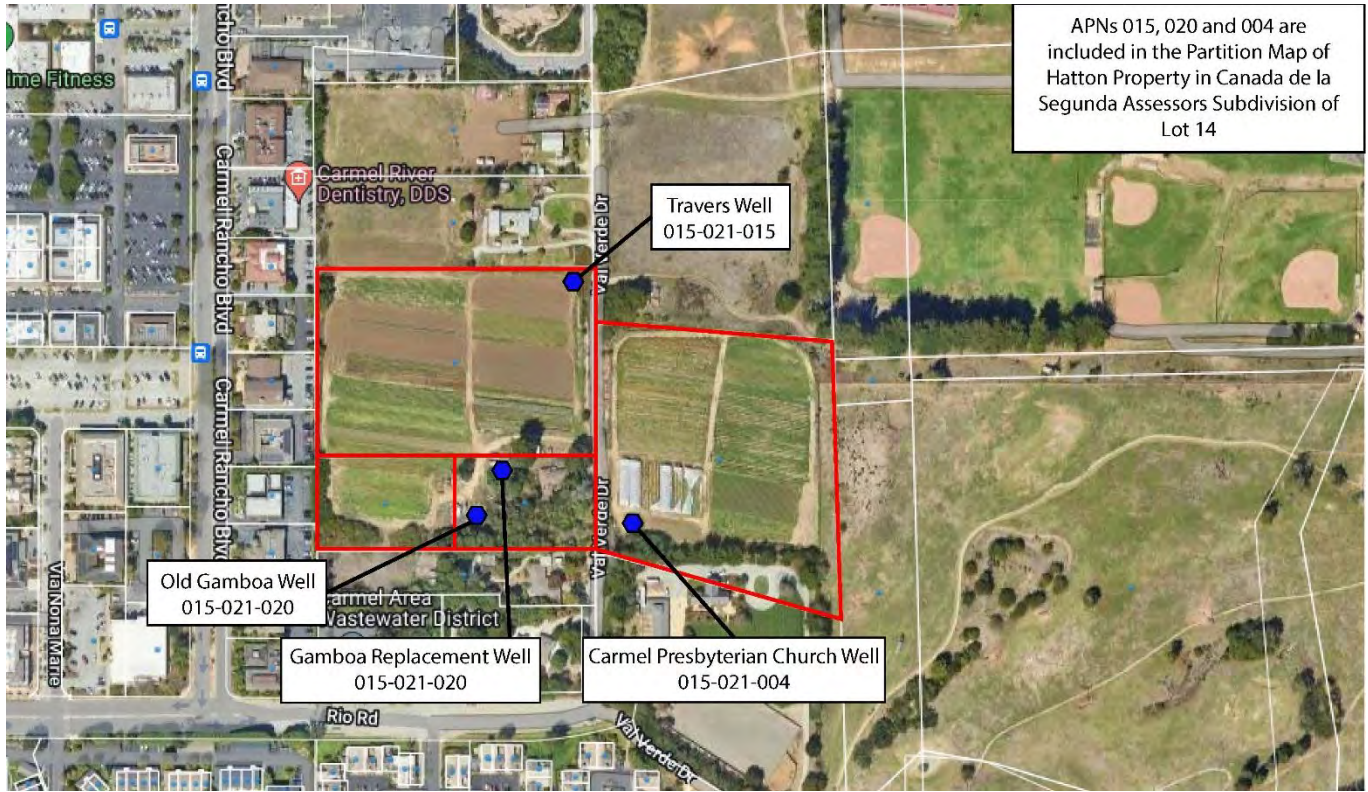 APNs 015, 020 and 004 are
included in the Partition Map of
Hatton Property in Canada de la
Segunda Assessors Subdivision of
Lot 14
ncho Blvd
ime Fitness
Carmel Rancho Blvd
Carmel River
Dentistry, DDS
Val Verde Dr
Travers Well
015-021-015
Carmel Rancho Blvd
Val Verde Dr
Via Nona Marie
Old Gamboa Well
015-021-020
Carmel Area
Wastewater District
Gamboa Replacement Well
015-021-020
Carmel Presbyterian Church Well
015-021-004
Rio Rd
Val Verde Dr